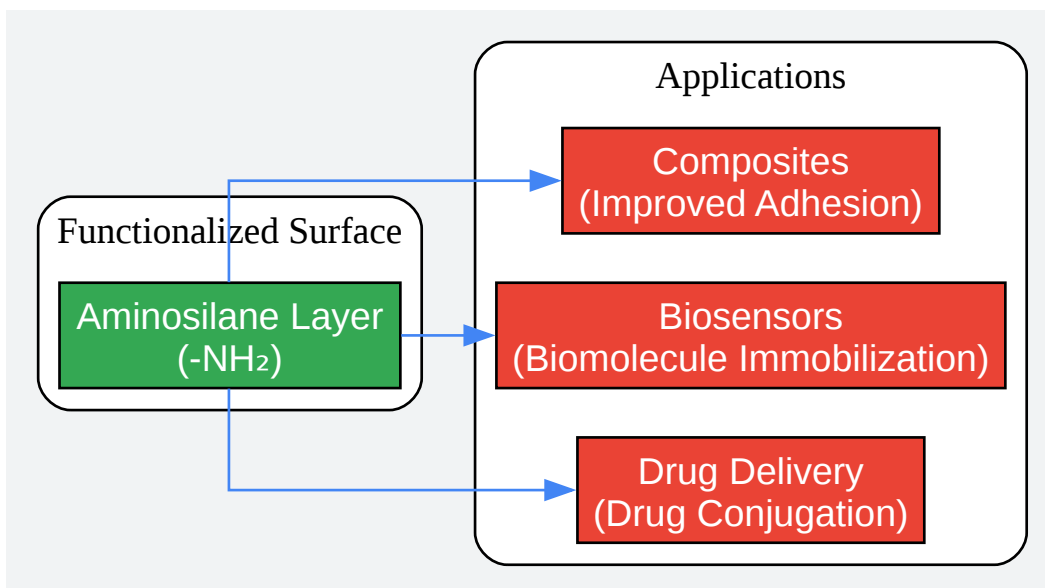 Functionalized Surface
Aminosilane Layer
(-NH₂)
Applications
Composites
(Improved Adhesion)
Biosensors
(Biomolecule Immobilization)
Drug Delivery
(Drug Conjugation)